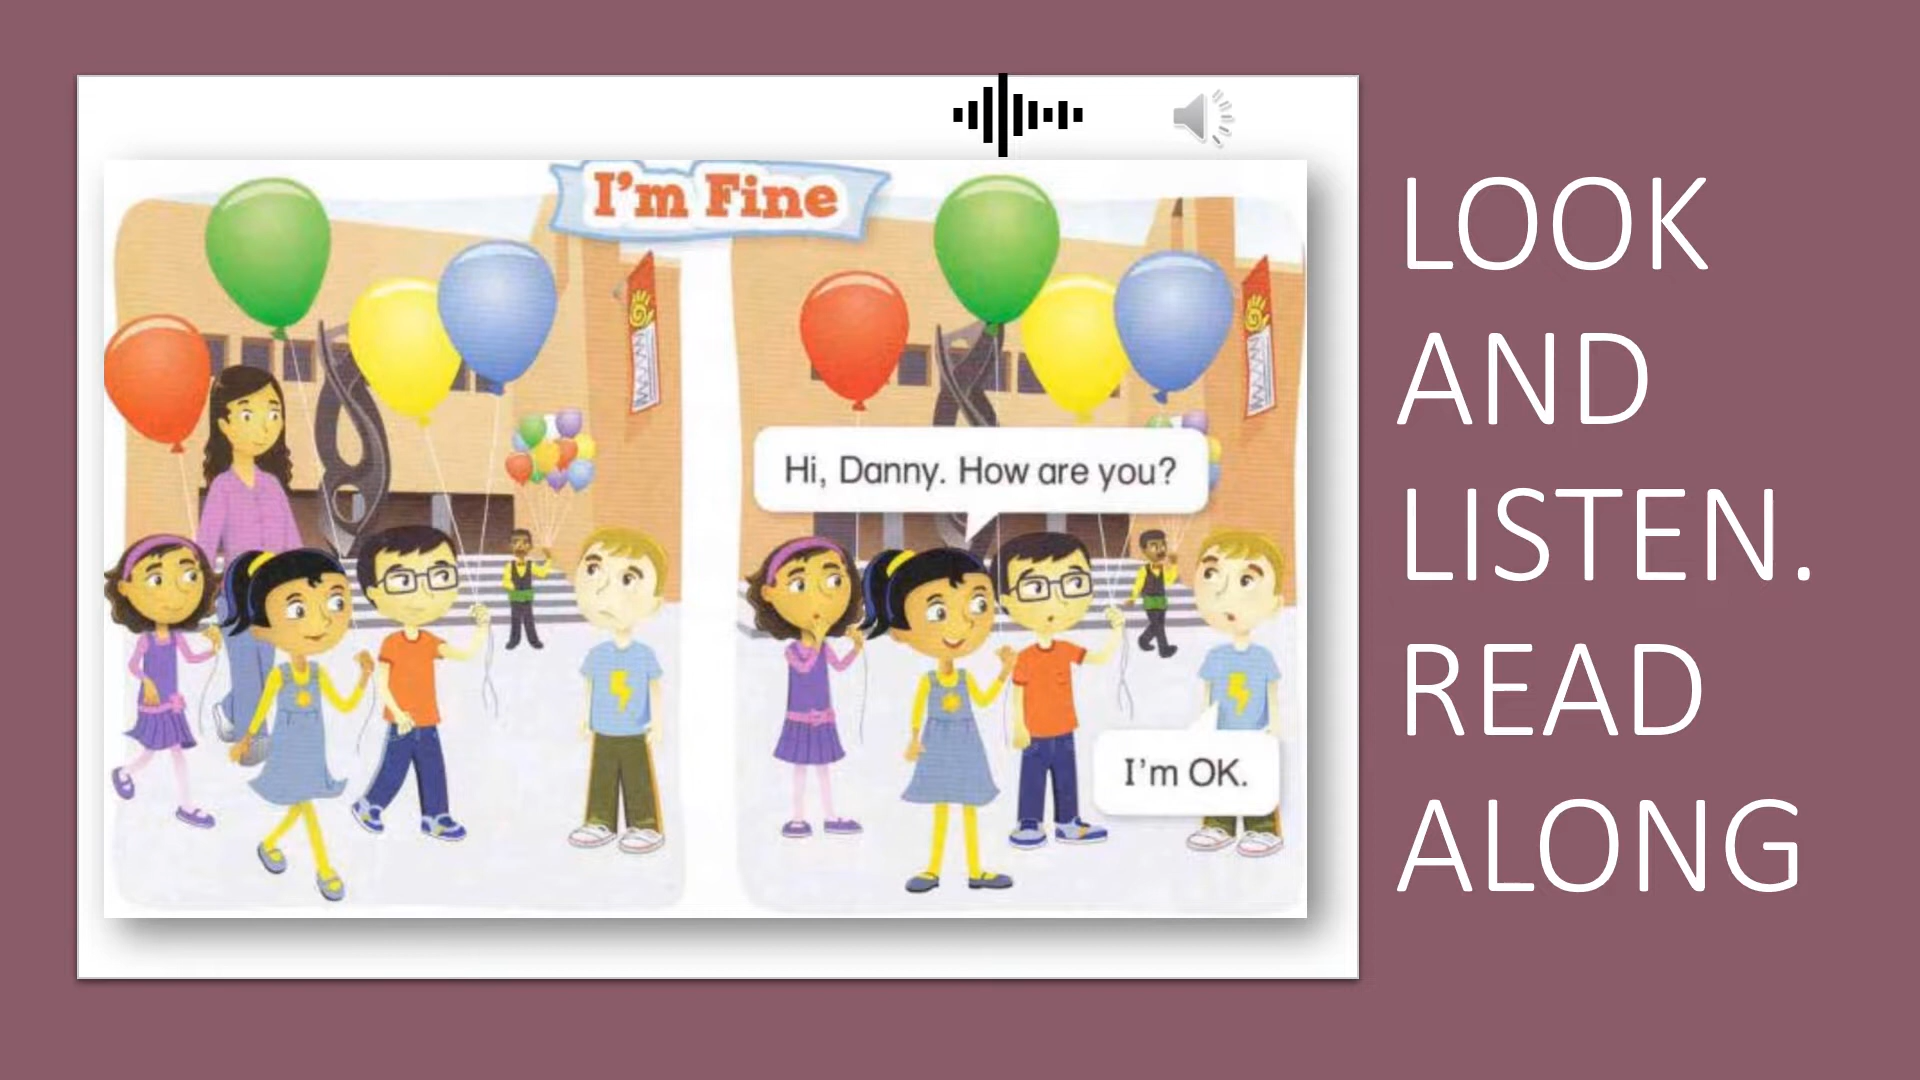 I'm Fine
Hi, Danny. How are you?
I'm OK.
LOOK
AND
LISTEN.
READ
ALONG